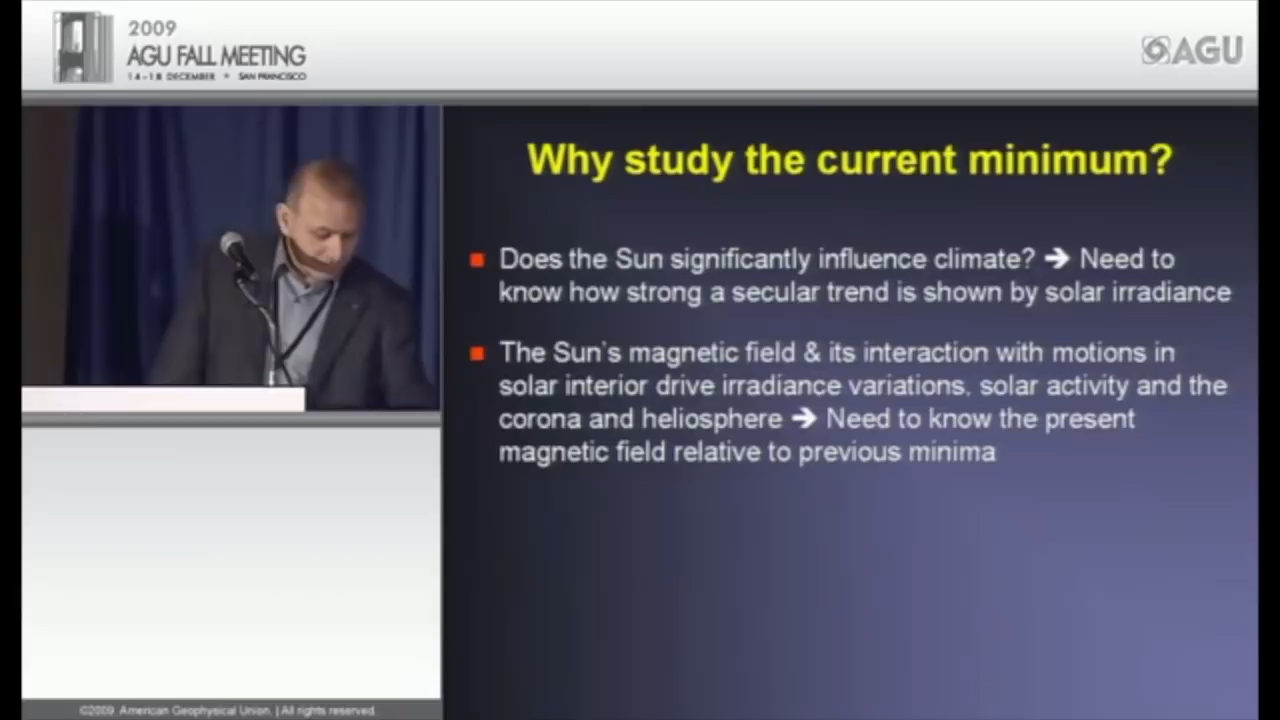 2009
AGU FALL MEETING
14-18 DECEMBER • SAN FRANCISCO
AGU
Why study the current minimum?
Does the Sun significantly influence climate? ➔ Need to
know how strong a secular trend is shown by solar irradiance
The Sun's magnetic field & its interaction with motions in
solar interior drive irradiance variations, solar activity and the
corona and heliosphere ➔ Need to know the present
magnetic field relative to previous minima
©2009. American Geophysical Union. | All rights reserved.